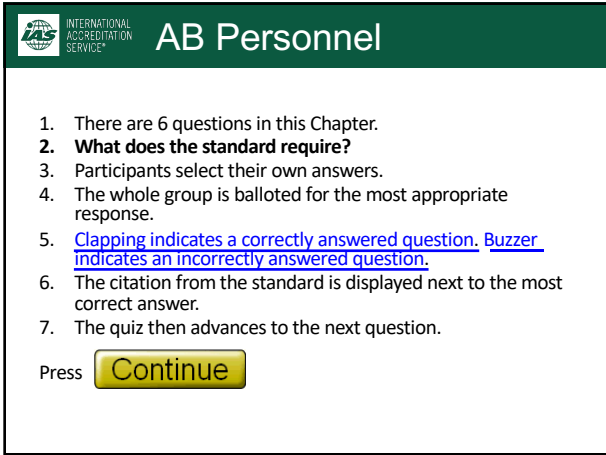 IAS
INTERNATIONAL
ACCREDITATION
SERVICE®
AB Personnel
1. There are 6 questions in this Chapter.
2. What does the standard require?
3. Participants select their own answers.
4. The whole group is balloted for the most appropriate
response.
5. Clapping indicates a correctly answered question. Buzzer
indicates an incorrectly answered question.
6. The citation from the standard is displayed next to the most
correct answer.
7. The quiz then advances to the next question.
Press Continue